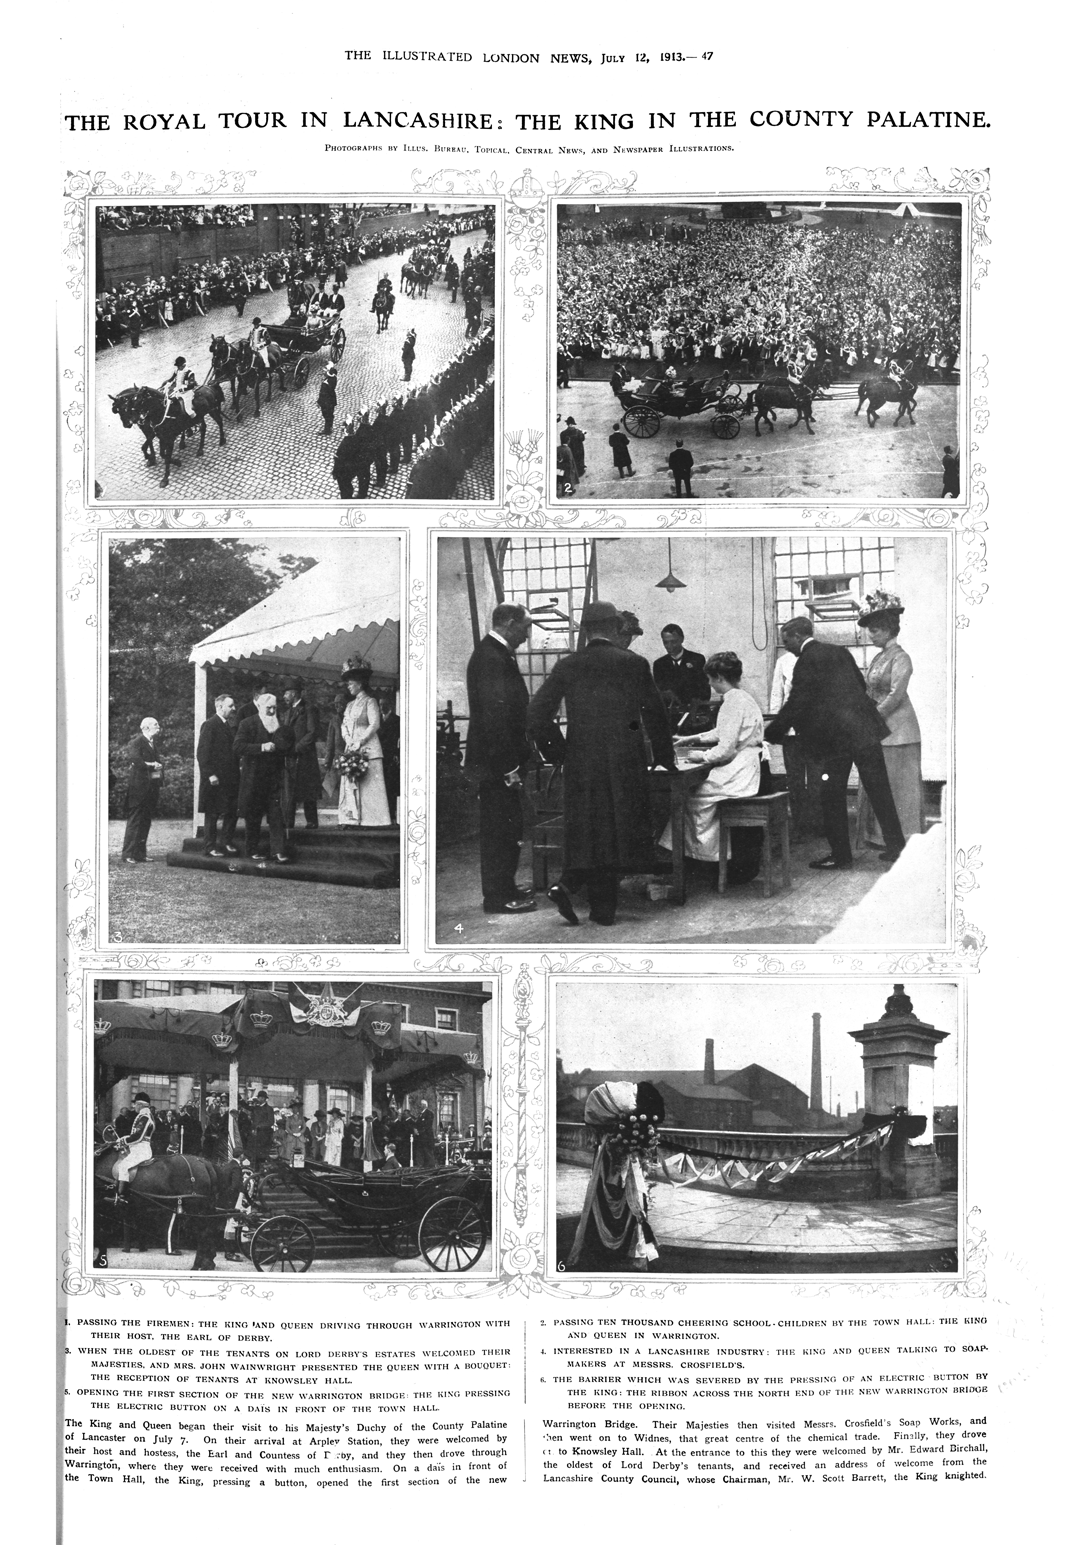 THE ILLUSTRATED LONDON NEWS, JULY 12, 1913.— 47
THE ROYAL TOUR IN LANCASHIRE: THE KING IN THE COUNTY PALATINE.
PHOTOGRAPHS BY ILLUS. BUREAU, TOPICAL, CENTRAL NEWS, AND NEWSPAPER ILLUSTRATIONS.
2
3
4
5
6
1. PASSING THE FIREMEN: THE KING AND QUEEN DRIVING THROUGH WARRINGTON WITH
THEIR HOST, THE EARL OF DERBY.
3. WHEN THE OLDEST OF THE TENANTS ON LORD DERBY'S ESTATES WELCOMED THEIR
MAJESTIES, AND MRS. JOHN WAINWRIGHT PRESENTED THE QUEEN WITH A BOUQUET:
THE RECEPTION OF TENANTS AT KNOWSLEY HALL.
5. OPENING THE FIRST SECTION OF THE NEW WARRINGTON BRIDGE: THE KING PRESSING
THE ELECTRIC BUTTON ON A DAÏS IN FRONT OF THE TOWN HALL.
2. PASSING TEN THOUSAND CHEERING SCHOOL-CHILDREN BY THE TOWN HALL: THE KING
AND QUEEN IN WARRINGTON.
4. INTERESTED IN A LANCASHIRE INDUSTRY: THE KING AND QUEEN TALKING TO SOAP-
MAKERS AT MESSRS. CROSFIELD'S.
6. THE BARRIER WHICH WAS SEVERED BY THE PRESSING OF AN ELECTRIC BUTTON BY
THE KING: THE RIBBON ACROSS THE NORTH END OF THE NEW WARRINGTON BRIDGE
BEFORE THE OPENING.
The King and Queen began their visit to his Majesty's Duchy of the County Palatine
of Lancaster on July 7. On their arrival at Arpley Station, they were welcomed by
their host and hostess, the Earl and Countess of Derby, and they then drove through
Warrington, where they were received with much enthusiasm. On a daïs in front of
the Town Hall, the King, pressing a button, opened the first section of the new
Warrington Bridge. Their Majesties then visited Messrs. Crosfield's Soap Works, and
then went on to Widnes, that great centre of the chemical trade. Finally, they drove
to Knowsley Hall. At the entrance to this they were welcomed by Mr. Edward Birchall,
the oldest of Lord Derby's tenants, and received an address of welcome from the
Lancashire County Council, whose Chairman, Mr. W. Scott Barrett, the King knighted.